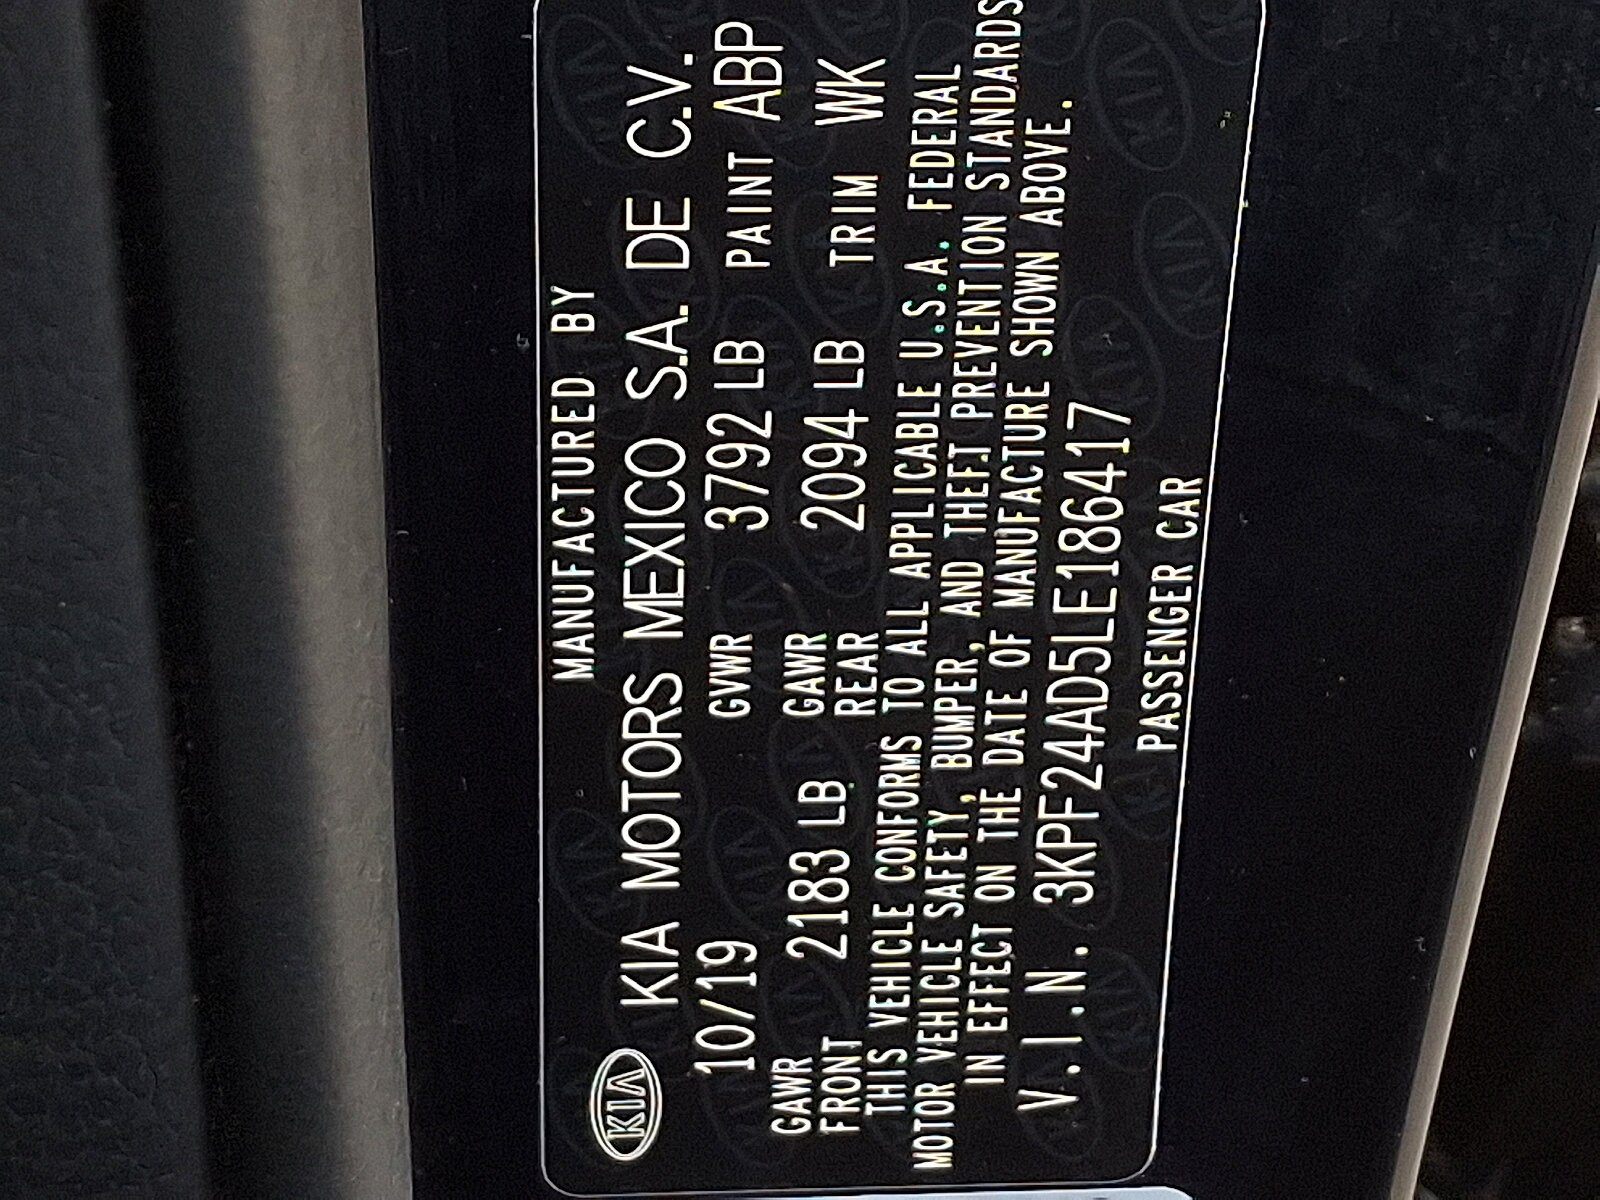 KIA
MANUFACTURED BY
KIA MOTORS MEXICO S.A. DE C.V.
10/19 GVWR 3792 LB PAINT ABP
GAWR FRONT 2183 LB GAWR REAR 2094 LB TRIM WK
THIS VEHICLE CONFORMS TO ALL APPLICABLE U.S.A. FEDERAL
MOTOR VEHICLE SAFETY, BUMPER, AND THEFT PREVENTION STANDARDS
IN EFFECT ON THE DATE OF MANUFACTURE SHOWN ABOVE.
V.I.N. 3KPF24AD5LE186417
PASSENGER CAR